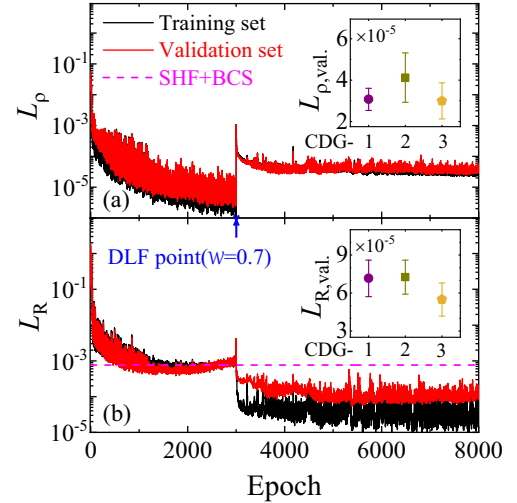 Training set
Validation set
SHF+BCS
L_ρ
10^-1
10^-3
10^-5
(a)
×10^-5
L_ρ,val.
6
4
2
CDG- 1 2 3
DLF point(w=0.7)
L_R
10^-1
10^-3
10^-5
(b)
×10^-5
L_R,val.
9
6
3
CDG- 1 2 3
0 2000 4000 6000 8000
Epoch